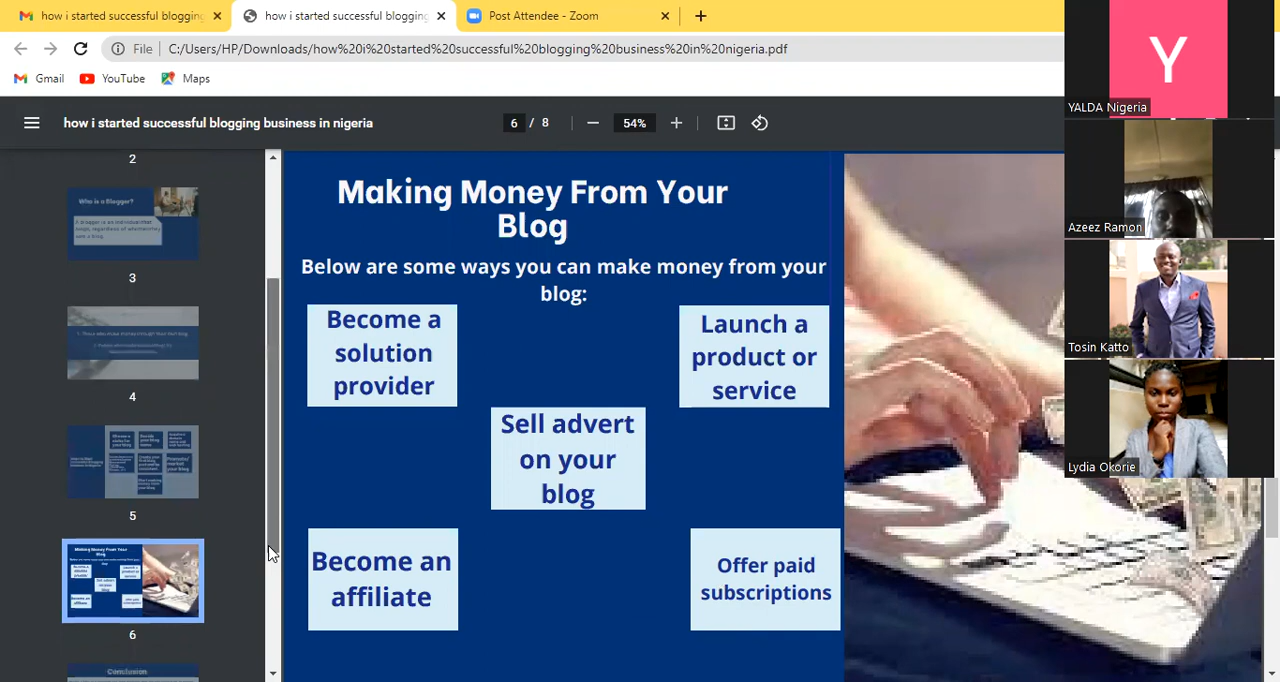 how i started successful blogging
how i started successful blogging
Post Attendee - Zoom
File
C:/Users/HP/Downloads/how%20i%20started%20successful%20blogging%20business%20in%20nigeria.pdf
Gmail
YouTube
Maps
how i started successful blogging business in nigeria
6 / 8
54%
2
Who is a Blogger?
3
4
5
6
Conclusion
Making Money From Your
Blog
Below are some ways you can make money from your
blog:
Become a
solution
provider
Launch a
product or
service
Sell advert
on your
blog
Become an
affiliate
Offer paid
subscriptions
Y
YALDA Nigeria
Azeez Ramon
Tosin Katto
Lydia Okorie